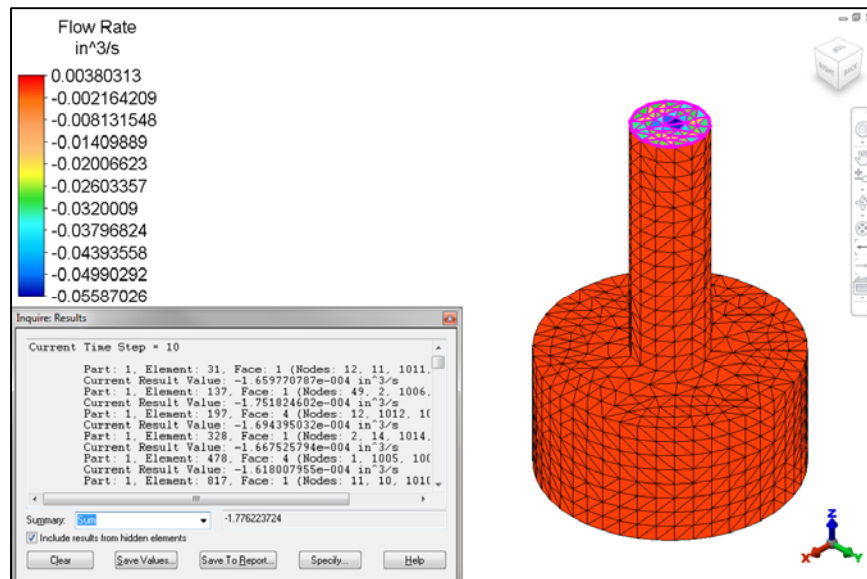 Flow Rate
in^3/s
0.00380313
-0.002164209
-0.008131548
-0.01409889
-0.02006623
-0.02603357
-0.0320009
-0.03796824
-0.04393558
-0.04990292
-0.05587026
RIGHT BACK
Inquire: Results
Current Time Step = 10
Part: 1, Element: 31, Face: 1 (Nodes: 12, 11, 1011,
Current Result Value: -1.659770787e-004 in^3/s
Part: 1, Element: 137, Face: 1 (Nodes: 49, 2, 1006,
Current Result Value: -1.751824602e-004 in^3/s
Part: 1, Element: 197, Face: 4 (Nodes: 12, 1012, 10
Current Result Value: -1.694395032e-004 in^3/s
Part: 1, Element: 328, Face: 1 (Nodes: 2, 14, 1014,
Current Result Value: -1.667525794e-004 in^3/s
Part: 1, Element: 478, Face: 4 (Nodes: 1, 1005, 100
Current Result Value: -1.618007955e-004 in^3/s
Part: 1, Element: 817, Face: 1 (Nodes: 11, 10, 1010
Summary: Sum -1.776223724
Include results from hidden elements
Clear Save Values... Save To Report... Specify... Help
Z
X Y